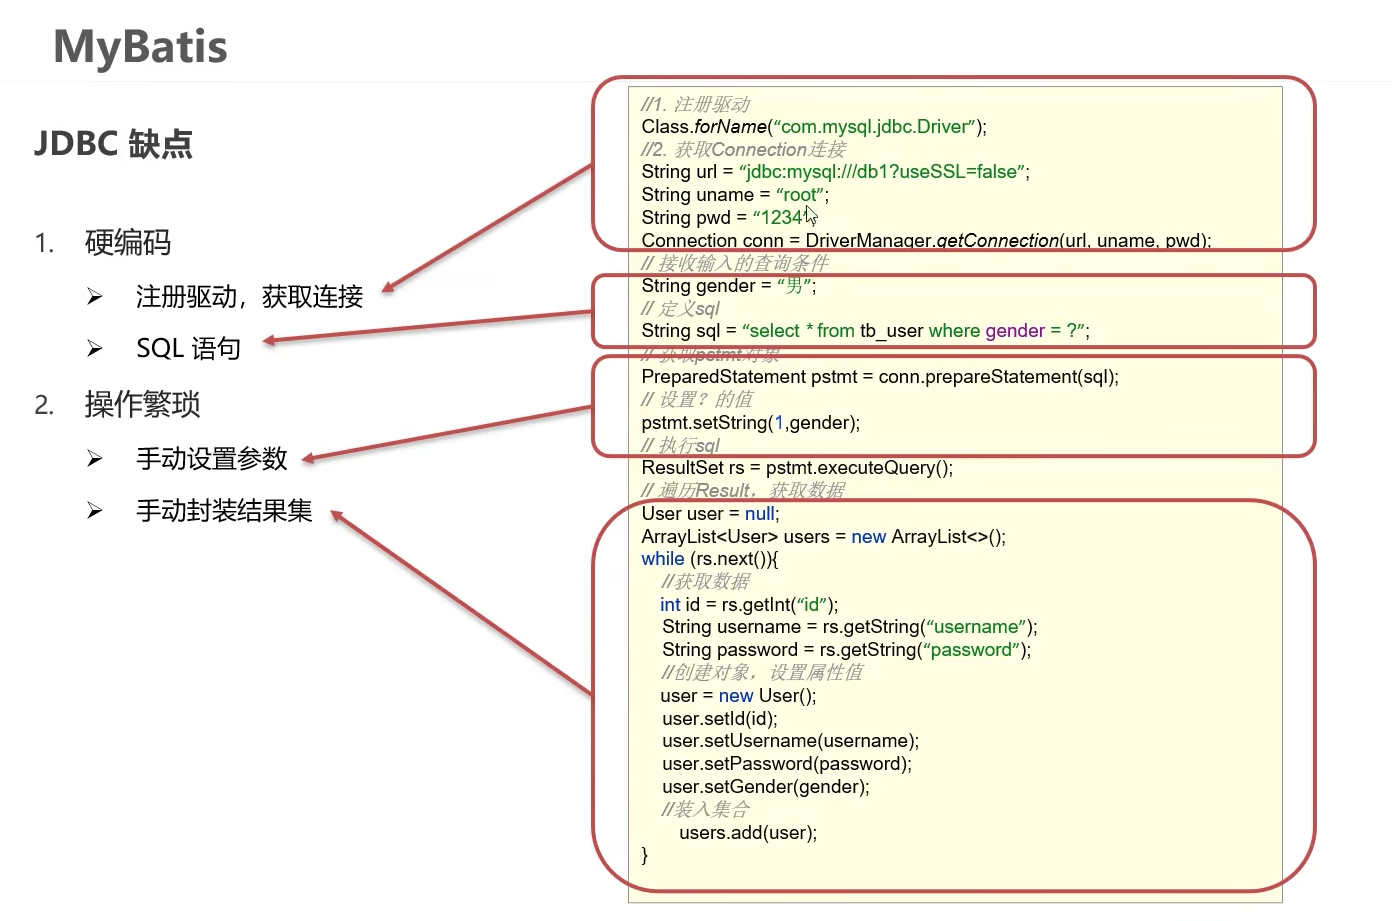 MyBatis
JDBC 缺点
1. 硬编码
➢ 注册驱动，获取连接
➢ SQL 语句
2. 操作繁琐
➢ 手动设置参数
➢ 手动封装结果集
//1. 注册驱动
Class.forName(“com.mysql.jdbc.Driver”);
//2. 获取Connection连接
String url = “jdbc:mysql:///db1?useSSL=false”;
String uname = “root”;
String pwd = “1234”;
Connection conn = DriverManager.getConnection(url, uname, pwd);
// 接收输入的查询条件
String gender = “男”;
// 定义sql
String sql = “select * from tb_user where gender = ?”;
// 获取pstmt对象
PreparedStatement pstmt = conn.prepareStatement(sql);
// 设置？的值
pstmt.setString(1,gender);
// 执行sql
ResultSet rs = pstmt.executeQuery();
// 遍历Result，获取数据
User user = null;
ArrayList<User> users = new ArrayList<>();
while (rs.next()){
//获取数据
int id = rs.getInt(“id”);
String username = rs.getString(“username”);
String password = rs.getString(“password”);
//创建对象，设置属性值
user = new User();
user.setId(id);
user.setUsername(username);
user.setPassword(password);
user.setGender(gender);
//装入集合
users.add(user);
}